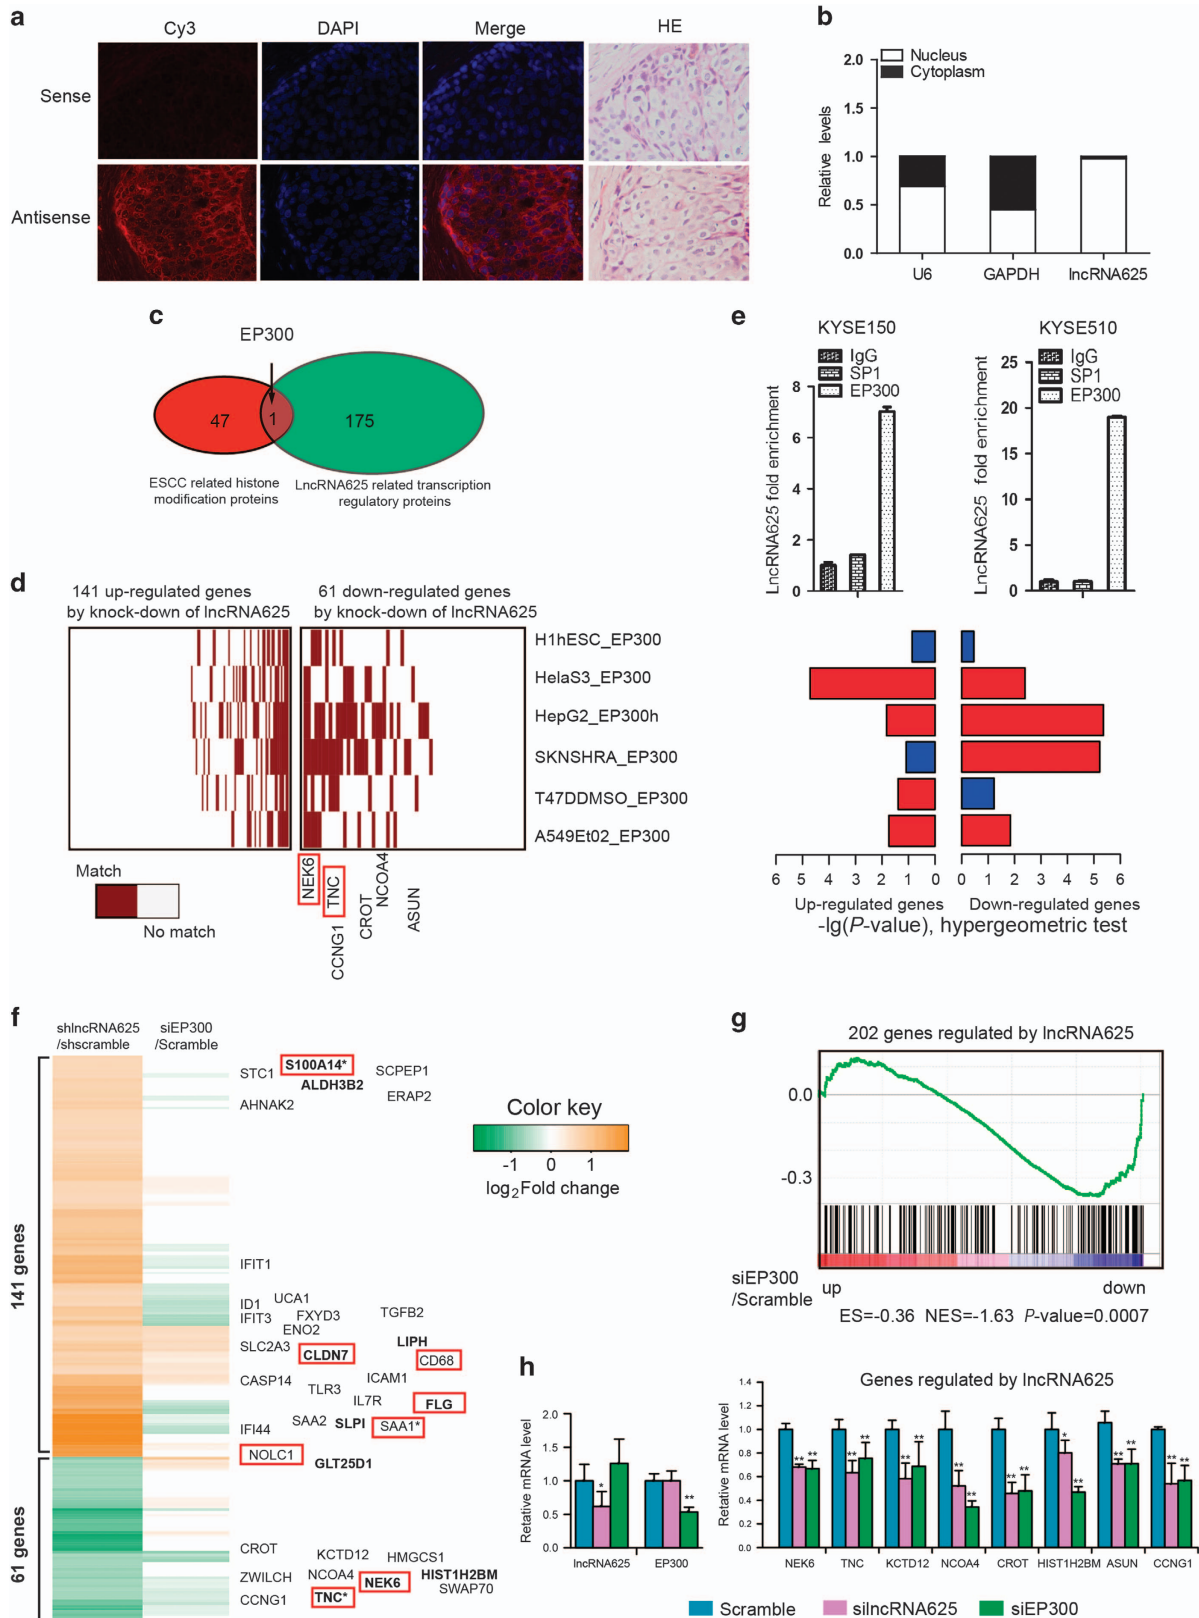 a
Cy3
DAPI
Merge
HE
Sense
Antisense
b
2.0
1.5
1.0
0.5
0.0
Relative levels
Nucleus
Cytoplasm
U6
GAPDH
lncRNA625
c
EP300
47
1
175
ESCC related histone
modification proteins
LncRNA625 related transcription
regulatory proteins
e
KYSE150
IgG
SP1
EP300
LncRNA625 fold enrichment
8
6
4
2
0
KYSE510
IgG
SP1
EP300
LncRNA625 fold enrichment
25
20
15
10
5
0
d
141 up-regulated genes
by knock-down of lncRNA625
61 down-regulated genes
by knock-down of lncRNA625
H1hESC_EP300
HelaS3_EP300
HepG2_EP300h
SKNSHRA_EP300
T47DDMSO_EP300
A549Et02_EP300
Match
No match
NEK6
TNC
CCNG1
CROT
NCOA4
ASUN
6 5 4 3 2 1 0
0 1 2 3 4 5 6
Up-regulated genes
Down-regulated genes
-lg(P-value), hypergeometric test
f
shlncRNA625
/shscramble
siEP300
/Scramble
141 genes
61 genes
STC1
S100A14*
ALDH3B2
SCPEP1
AHNAK2
ERAP2
IFIT1
ID1
UCA1
IFIT3
FXYD3
TGFB2
ENO2
SLC2A3
CLDN7
LIPH
CD68
CASP14
TLR3
ICAM1
IL7R
FLG
IFI44
SAA2
SLPI
SAA1*
NOLC1
GLT25D1
CROT
KCTD12
HMGCS1
ZWILCH
NCOA4
NEK6
HIST1H2BM
SWAP70
CCNG1
TNC*
Color key
-1 0 1
log2Fold change
g
202 genes regulated by lncRNA625
0.0
-0.3
siEP300
/Scramble
up
down
ES=-0.36 NES=-1.63 P-value=0.0007
h
Relative mRNA level
2.0
1.5
1.0
0.5
0.0
*
**
lncRNA625
EP300
Genes regulated by lncRNA625
Relative mRNA level
1.4
1.2
1.0
0.8
0.6
0.4
0.2
0.0
** ** ** ** ** ** ** ** ** ** * ** ** ** ** **
NEK6
TNC
KCTD12
NCOA4
CROT
HIST1H2BM
ASUN
CCNG1
Scramble
silncRNA625
siEP300